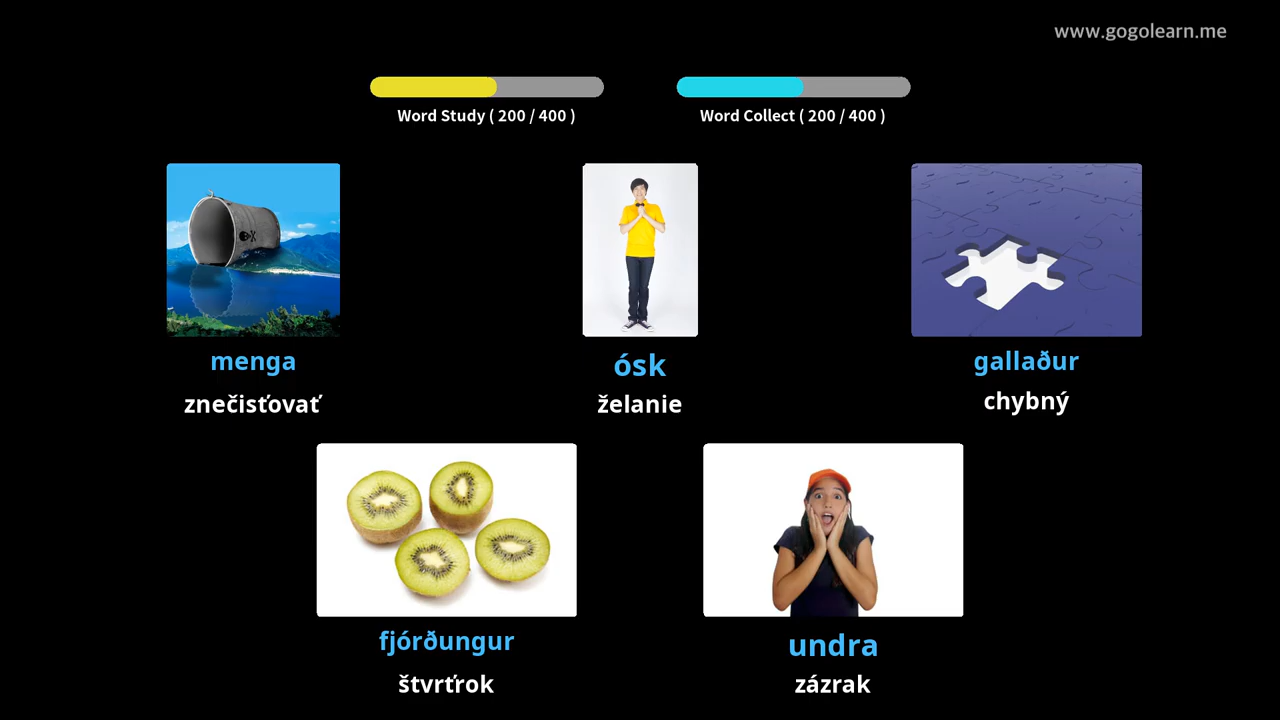 www.gogolearn.me
Word Study ( 200 / 400 )
Word Collect ( 200 / 400 )
menga
znečisťovať
ósk
želanie
gallaður
chybný
fjórðungur
štvrťrok
undra
zázrak